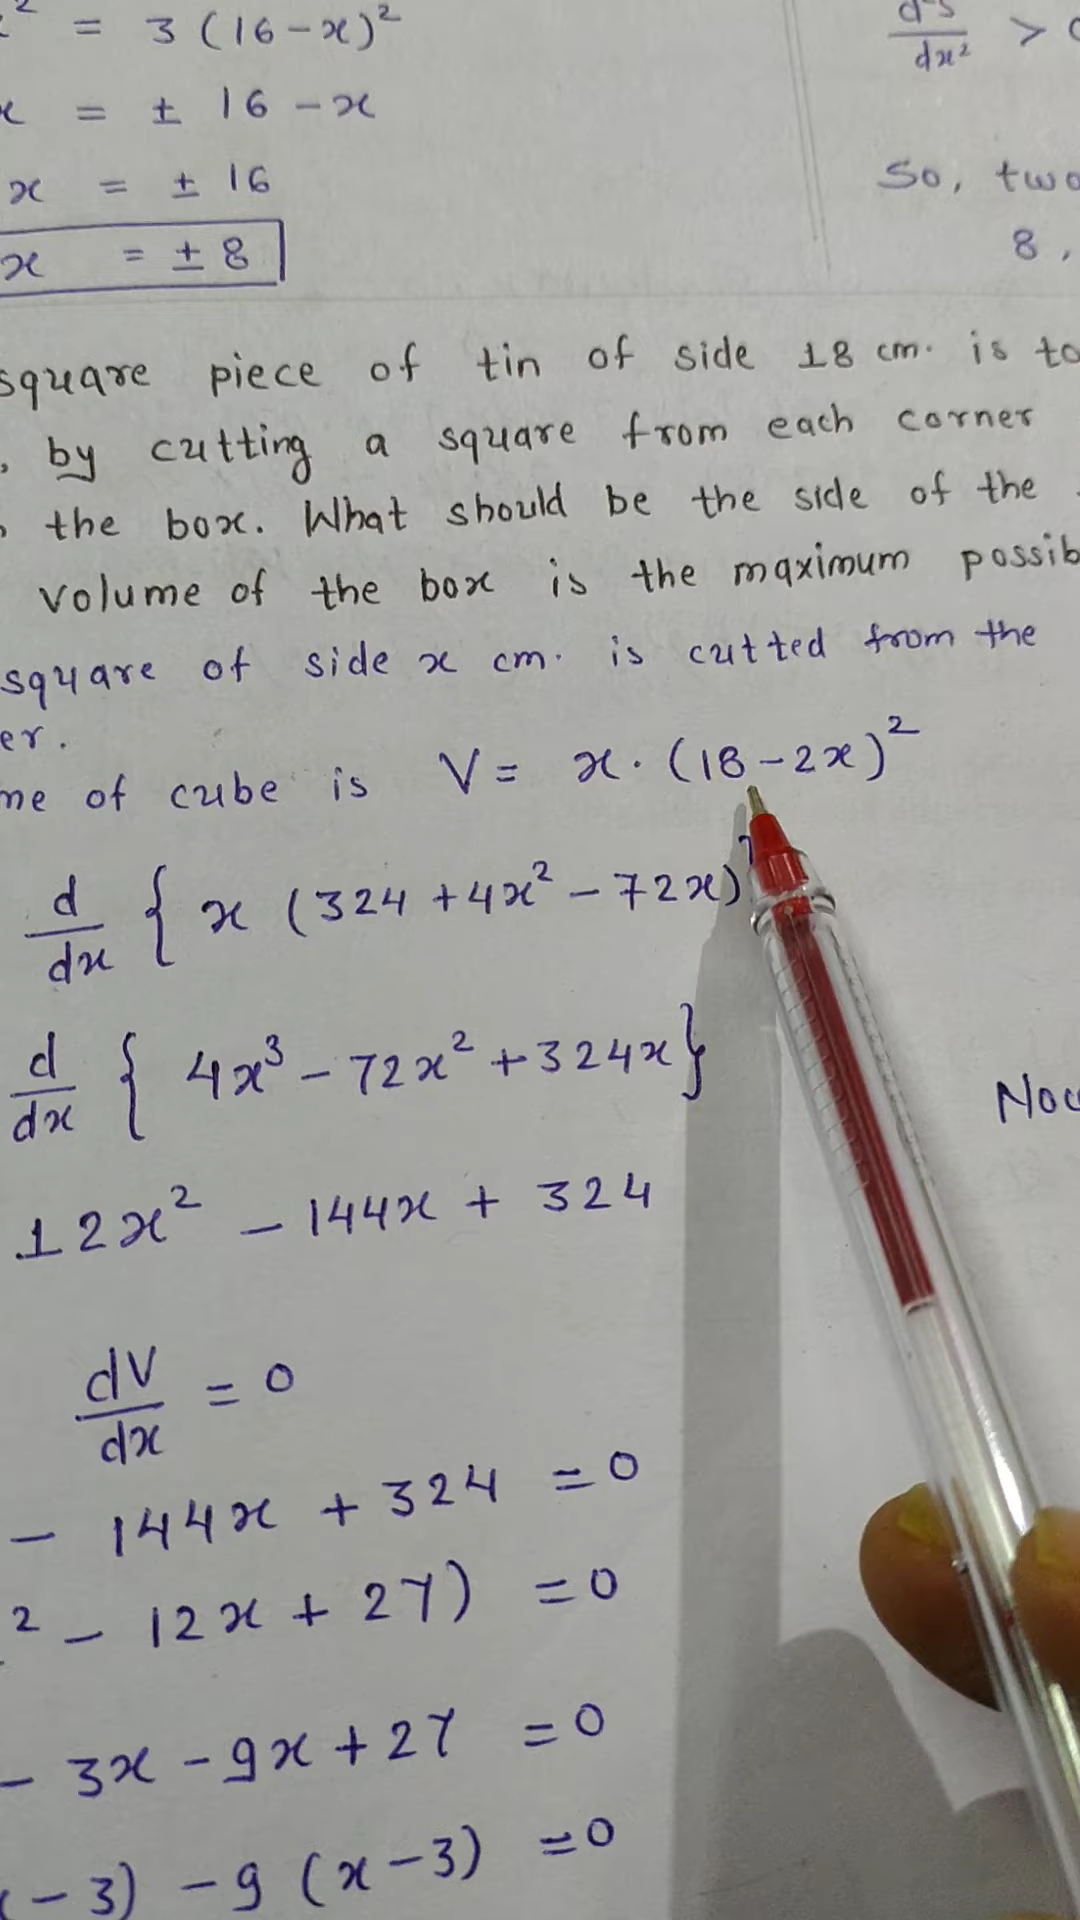 ² = 3 (16 - x)²
x = ± 16 - x
x = ± 16
x = ± 8
d²s/dx² > 0
So, two
8,
square piece of tin of side 18 cm. is to
, by cutting a square from each corner
the box. What should be the side of the
volume of the box is the maximum possib
square of side x cm. is cutted from the
er.
me of cube is V = x · (18 - 2x)²
d/dx { x (324 + 4x² - 72x)
d/dx { 4x³ - 72x² + 324x }
Now
12x² - 144x + 324
dV/dx = 0
- 144x + 324 = 0
² - 12x + 27) = 0
- 3x - 9x + 27 = 0
(x - 3) - 9 (x - 3) = 0